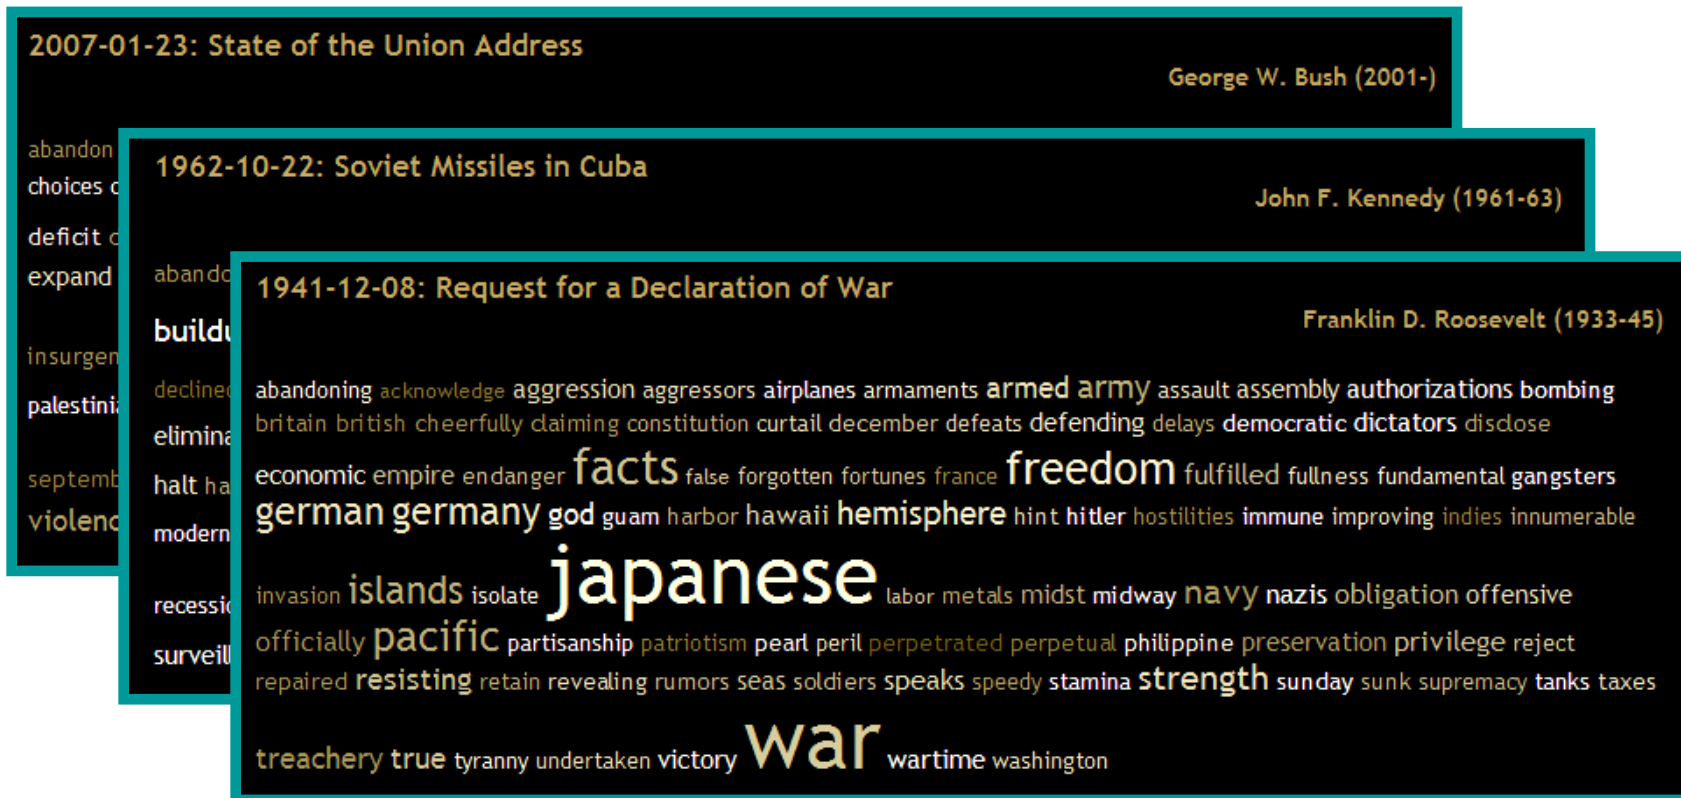 2007-01-23: State of the Union Address
George W. Bush (2001-)
abandon
choices
deficit
expand
palestini
violenc
1962-10-22: Soviet Missiles in Cuba
John F. Kennedy (1961-63)
abando
buildu
declined
elimina
halt ha
modern
recessio
surveill
insurgen
septemb
1941-12-08: Request for a Declaration of War
Franklin D. Roosevelt (1933-45)
abandoning acknowledge aggression aggressors airplanes armaments armed army assault assembly authorizations bombing
britain british cheerfully claiming constitution curtail december defeats defending delays democratic dictators disclose
economic empire endanger facts false forgotten fortunes france freedom fulfilled fullness fundamental gangsters
german germany god guam harbor hawaii hemisphere hint hitler hostilities immune improving indies innumerable
invasion islands isolate japanese labor metals midst midway navy nazis obligation offensive
officially pacific partisanship patriotism pearl peril perpetrated perpetual philippine preservation privilege reject
repaired resisting retain revealing rumors seas soldiers speaks speedy stamina strength sunday sunk supremacy tanks taxes
treachery true tyranny undertaken victory war wartime washington